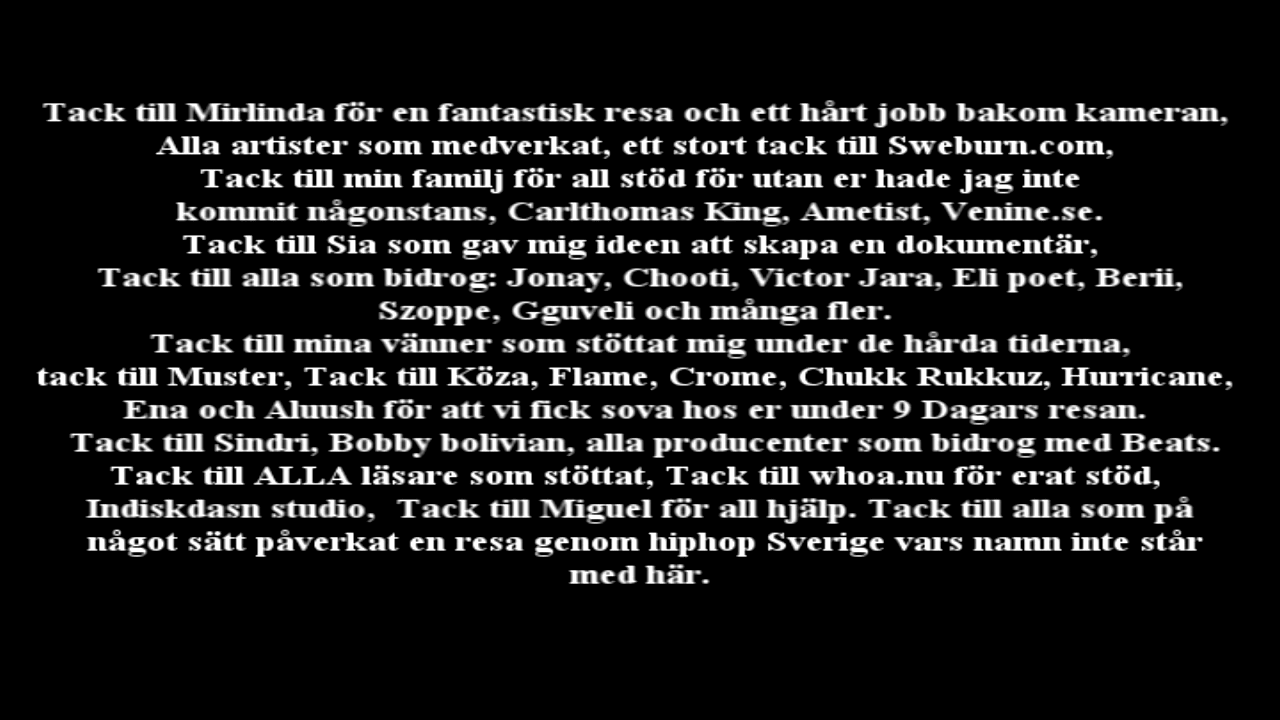 Tack till Mirlinda för en fantastisk resa och ett hårt jobb bakom kameran,
Alla artister som medverkat, ett stort tack till Sweburn.com,
Tack till min familj för all stöd för utan er hade jag inte
kommit någonstans, Carlthomas King, Ametist, Venine.se.
Tack till Sia som gav mig ideen att skapa en dokumentär,
Tack till alla som bidrog: Jonay, Chooti, Victor Jara, Eli poet, Berii,
Szoppe, Gguveli och många fler.
Tack till mina vänner som stöttat mig under de hårda tiderna,
tack till Muster, Tack till Köza, Flame, Crome, Chukk Rukkuz, Hurricane,
Ena och Aluush för att vi fick sova hos er under 9 Dagars resan.
Tack till Sindri, Bobby bolivian, alla producenter som bidrog med Beats.
Tack till ALLA läsare som stöttat, Tack till whoa.nu för erat stöd,
Indiskdasn studio,  Tack till Miguel för all hjälp. Tack till alla som på
något sätt påverkat en resa genom hiphop Sverige vars namn inte står
med här.